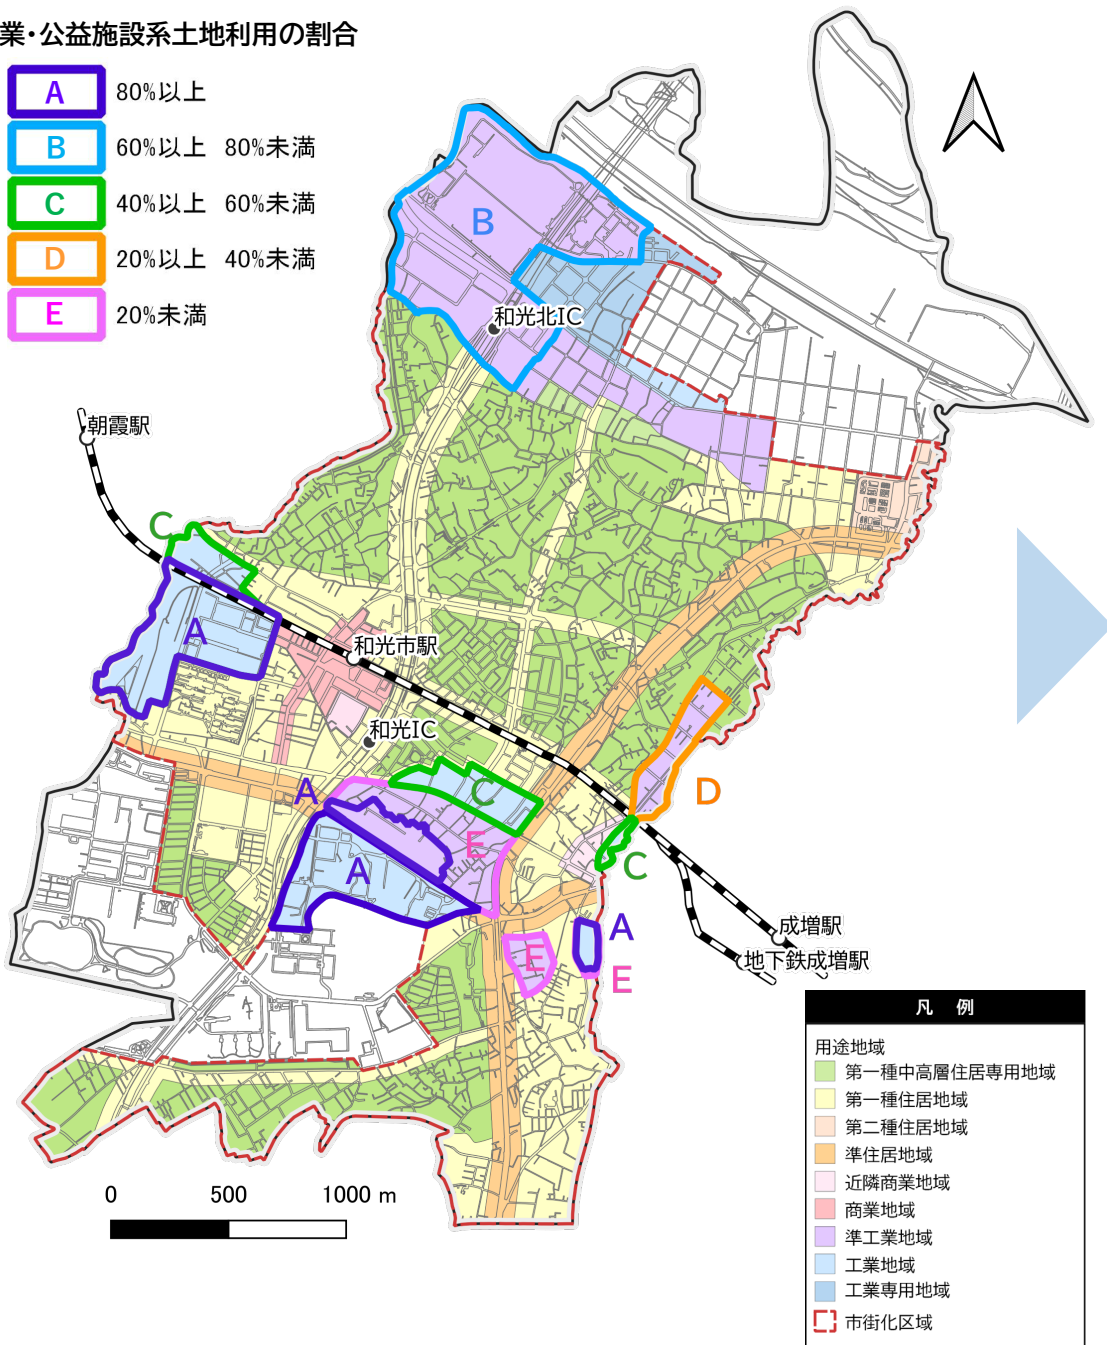 業・公益施設系土地利用の割合
A 80%以上
B 60%以上 80%未満
C 40%以上 60%未満
D 20%以上 40%未満
E 20%未満
B
和光北IC
朝霞駅
C
A
和光市駅
和光IC
C
A
D
E
A
C
A
成増駅
地下鉄成増駅
E
E
0 500 1000 m
凡 例
用途地域
第一種中高層住居専用地域
第一種住居地域
第二種住居地域
準住居地域
近隣商業地域
商業地域
準工業地域
工業地域
工業専用地域
市街化区域